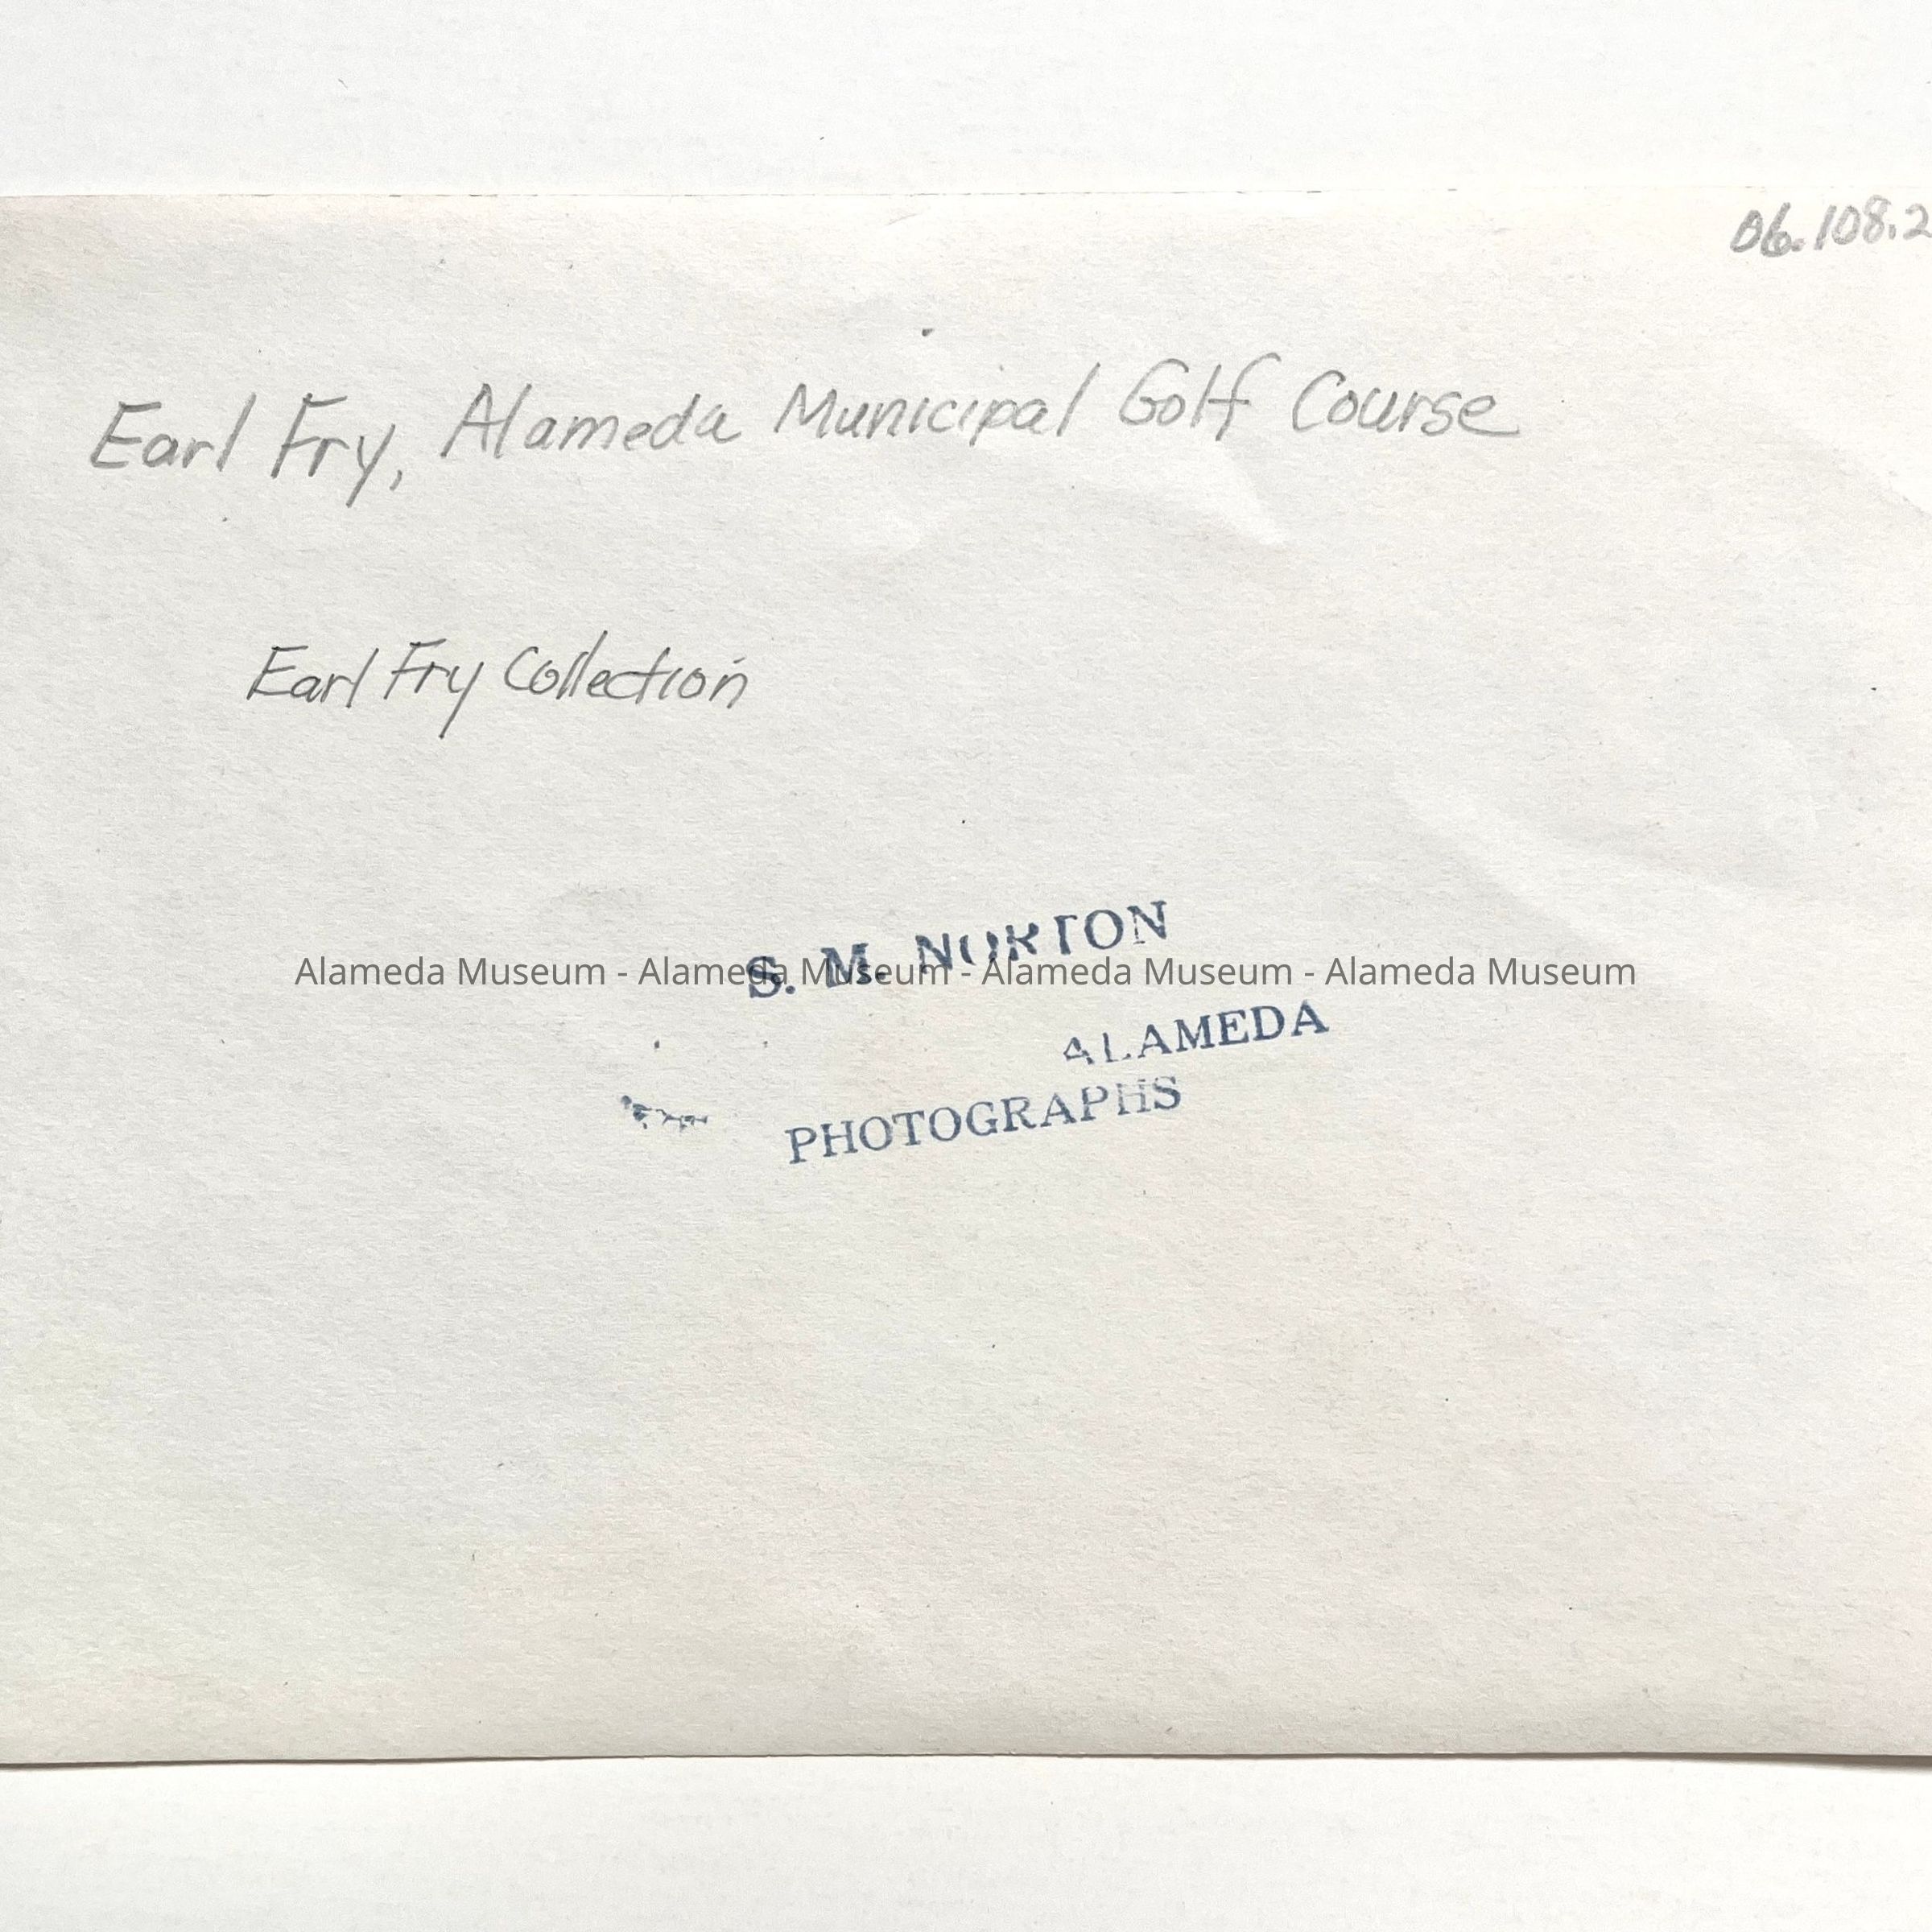 06.108.2
Earl Fry, Alameda Municipal Golf Course
Earl Fry Collection
S. M. NORTON
Alameda Museum - Alameda Museum - Alameda Museum - Alameda Museum
ALAMEDA
PHOTOGRAPHS